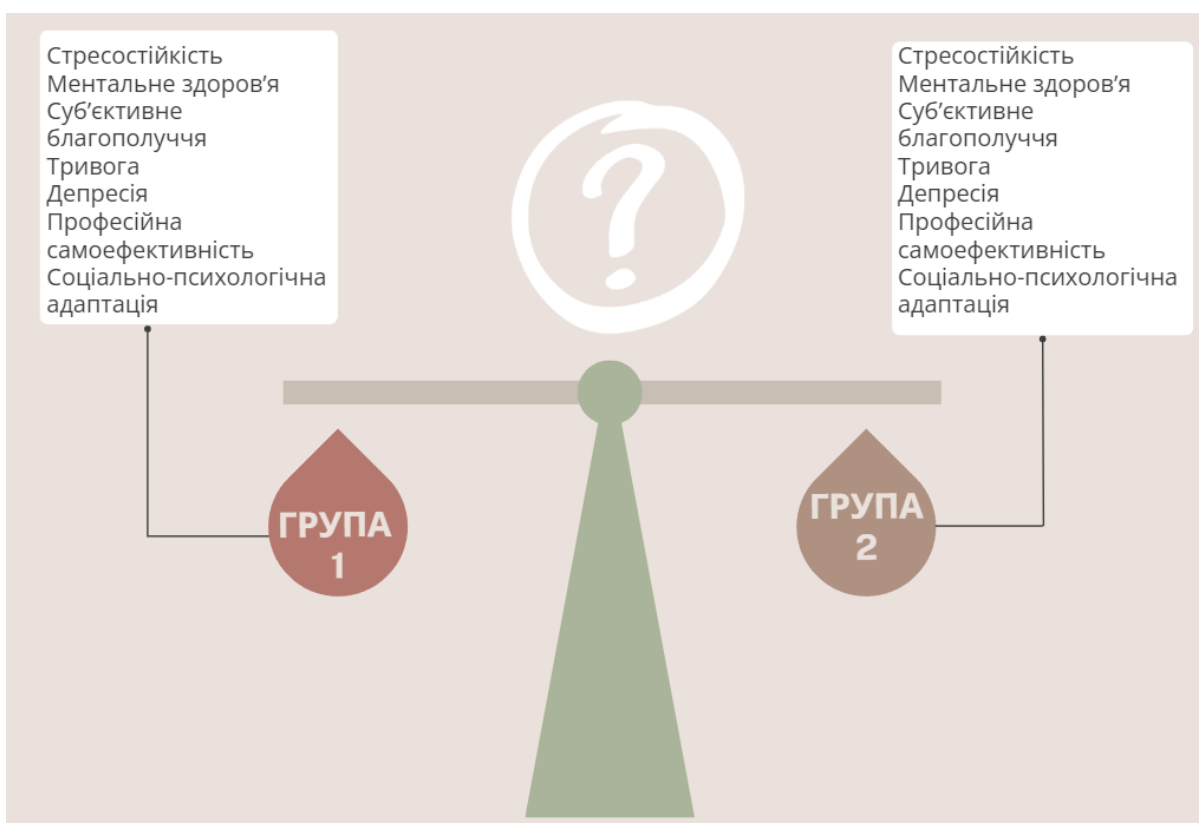 Стресостійкість
Ментальне здоров’я
Суб’єктивне
благополуччя
Тривога
Депресія
Професійна
самоефективність
Соціально-психологічна
адаптація
Стресостійкість
Ментальне здоров’я
Суб’єктивне
благополуччя
Тривога
Депресія
Професійна
самоефективність
Соціально-психологічна
адаптація
?
ГРУПА
1
ГРУПА
2